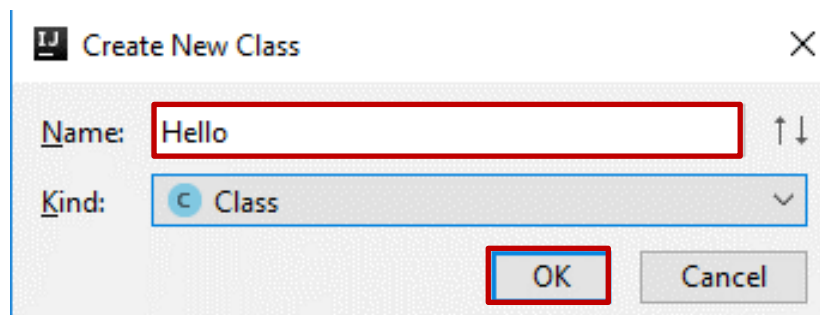 IJ Create New Class
Name: Hello
Kind: C Class
OK Cancel